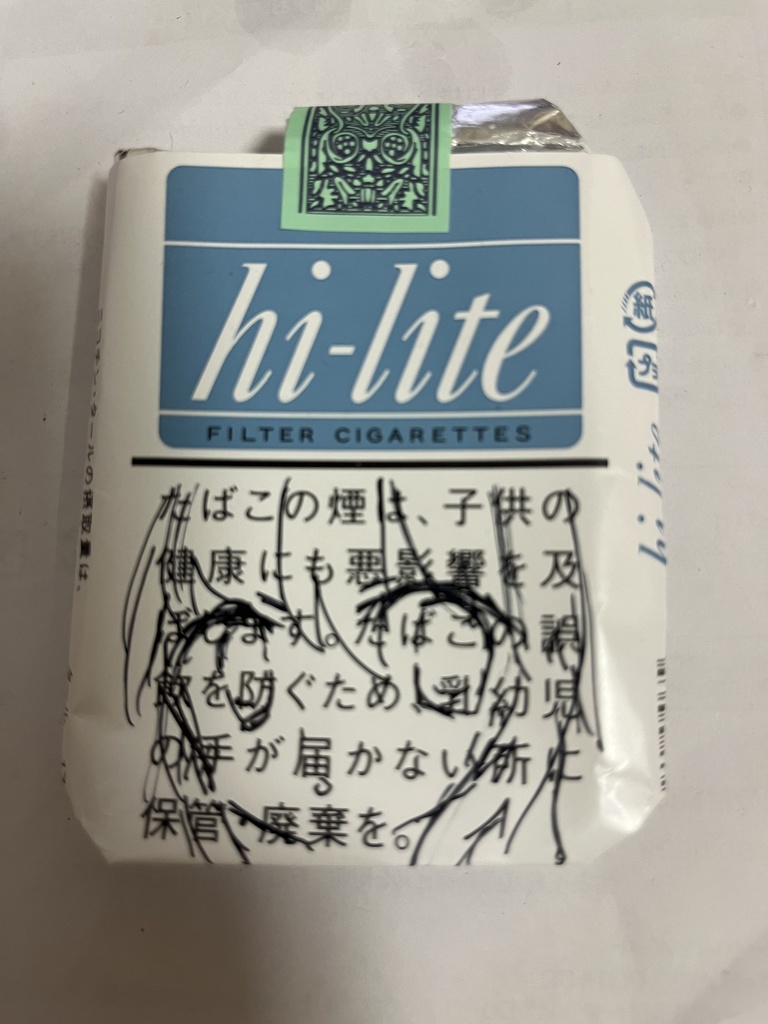 hi-lite
FILTER CIGARETTES
たばこの煙は、子供の
健康にも悪影響を及
ぼします。たばこの誤
飲を防ぐため、乳幼児
の手が届かない所に
保管・廃棄を。
紙
hi-lite